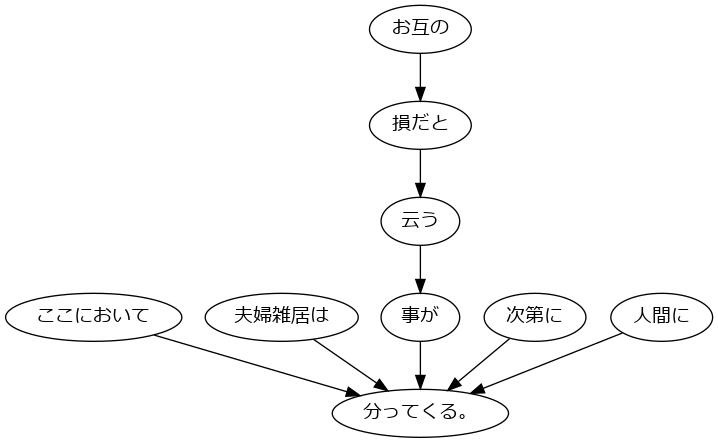 お互の
損だと
云う
ここにおいて 夫婦雑居は 事が 次第に 人間に
分ってくる。